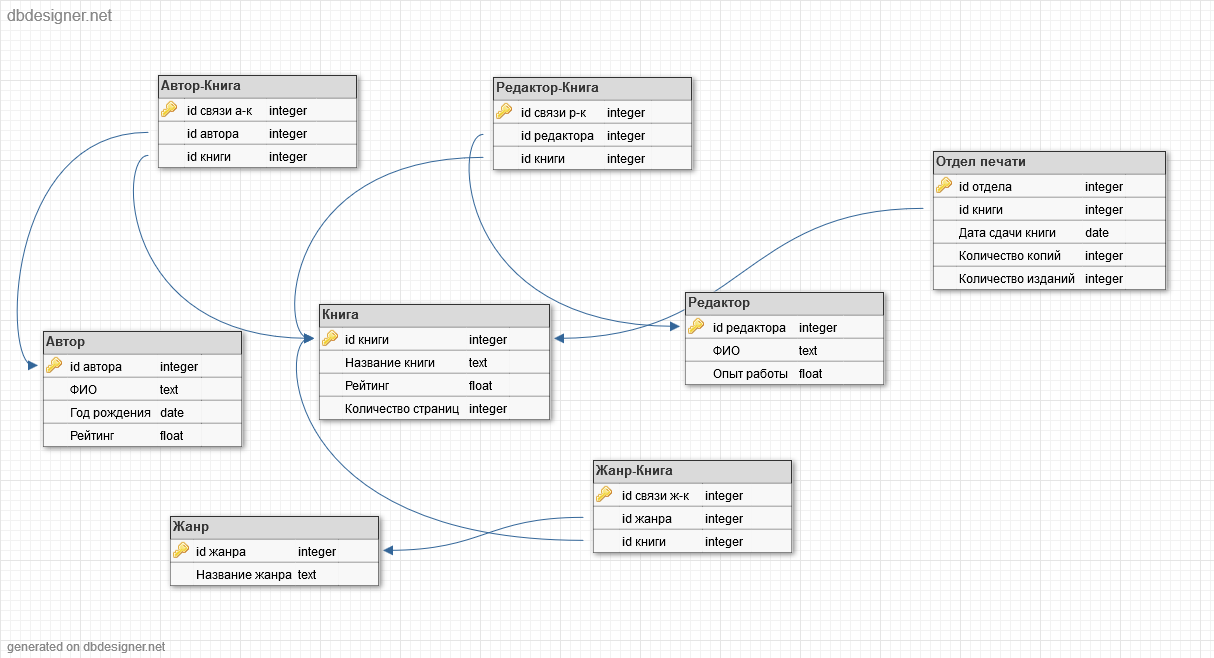 dbdesigner.net
Автор-Книга
id связи а-к integer
id автора integer
id книги integer
Редактор-Книга
id связи р-к integer
id редактора integer
id книги integer
Отдел печати
id отдела integer
id книги integer
Дата сдачи книги date
Количество копий integer
Количество изданий integer
Автор
id автора integer
ФИО text
Год рождения date
Рейтинг float
Книга
id книги integer
Название книги text
Рейтинг float
Количество страниц integer
Редактор
id редактора integer
ФИО text
Опыт работы float
Жанр
id жанра integer
Название жанра text
Жанр-Книга
id связи ж-к integer
id жанра integer
id книги integer
generated on dbdesigner.net